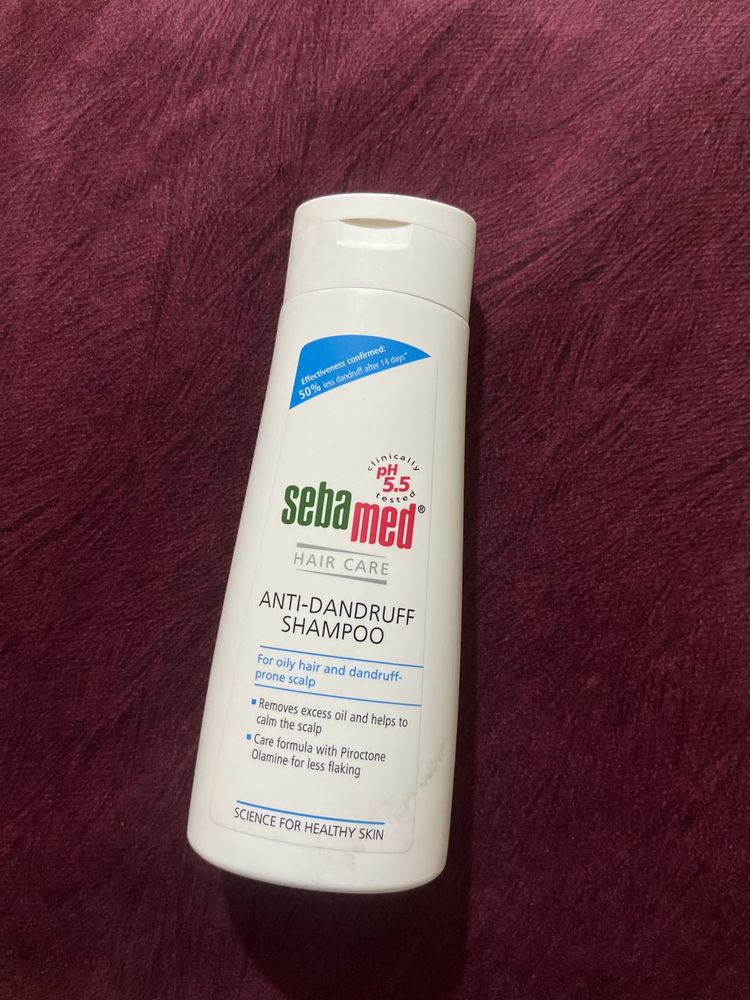 Effectiveness confirmed:
50% less dandruff after 14 days*
clinically
pH
5.5
tested
sebamed®
HAIR CARE
ANTI-DANDRUFF
SHAMPOO
For oily hair and dandruff-
prone scalp
▪ Removes excess oil and helps to
calm the scalp
▪ Care formula with Piroctone
Olamine for less flaking
SCIENCE FOR HEALTHY SKIN